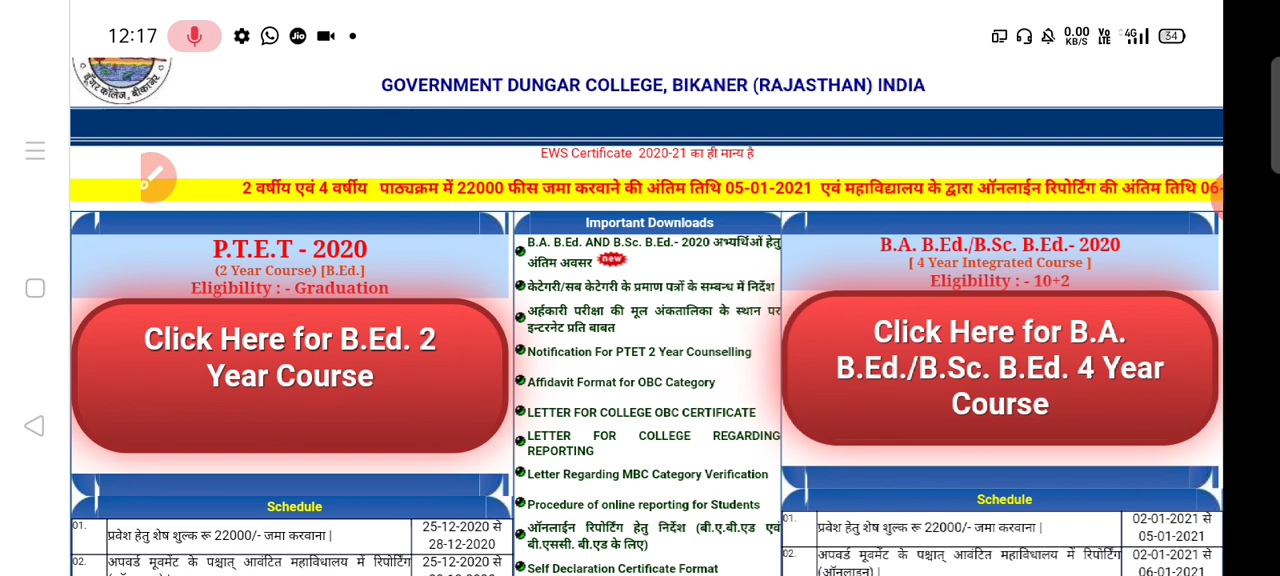 12:17
Jio
0.00 KB/S
Vo LTE
4G
34
डूँगर कॉलेज, बीकानेर
GOVERNMENT DUNGAR COLLEGE, BIKANER (RAJASTHAN) INDIA
EWS Certificate 2020-21 का ही मान्य है
2 वर्षीय एवं 4 वर्षीय पाठ्यक्रम में 22000 फीस जमा करवाने की अंतिम तिथि 05-01-2021 एवं महाविद्यालय के द्वारा ऑनलाईन रिपोर्टिंग की अंतिम तिथि 06-
P.T.E.T - 2020
(2 Year Course) [B.Ed.]
Eligibility : - Graduation
Click Here for B.Ed. 2
Year Course
Schedule
01. प्रवेश हेतु शेष शुल्क रू 22000/- जमा करवाना | 25-12-2020 से
28-12-2020
02. अपवर्ड मूवमेंट के पश्चात् आवंटित महाविधालय में रिपोर्टिंग 25-12-2020 से
Important Downloads
B.A. B.Ed. AND B.Sc. B.Ed.- 2020 अभ्यर्थिओं हेतु
अंतिम अवसर new
केटेगरी/सब केटेगरी के प्रमाण पत्रों के सम्बन्ध में निर्देश
अर्हकारी परीक्षा की मूल अंकतालिका के स्थान पर
इन्टरनेट प्रति बाबत
Notification For PTET 2 Year Counselling
Affidavit Format for OBC Category
LETTER FOR COLLEGE OBC CERTIFICATE
LETTER FOR COLLEGE REGARDING
REPORTING
Letter Regarding MBC Category Verification
Procedure of online reporting for Students
ऑनलाईन रिपोर्टिंग हेतु निर्देश (बी.ए.बी.एड एवं
बी.एससी. बी.एड के लिए)
Self Declaration Certificate Format
B.A. B.Ed./B.Sc. B.Ed.- 2020
[ 4 Year Integrated Course ]
Eligibility : - 10+2
Click Here for B.A.
B.Ed./B.Sc. B.Ed. 4 Year
Course
Schedule
01. प्रवेश हेतु शेष शुल्क रू 22000/- जमा करवाना | 02-01-2021 से
05-01-2021
02. अपवर्ड मूवमेंट के पश्चात् आवंटित महाविधालय में रिपोर्टिंग 02-01-2021 से
(ऑनलाइन) | 06-01-2021